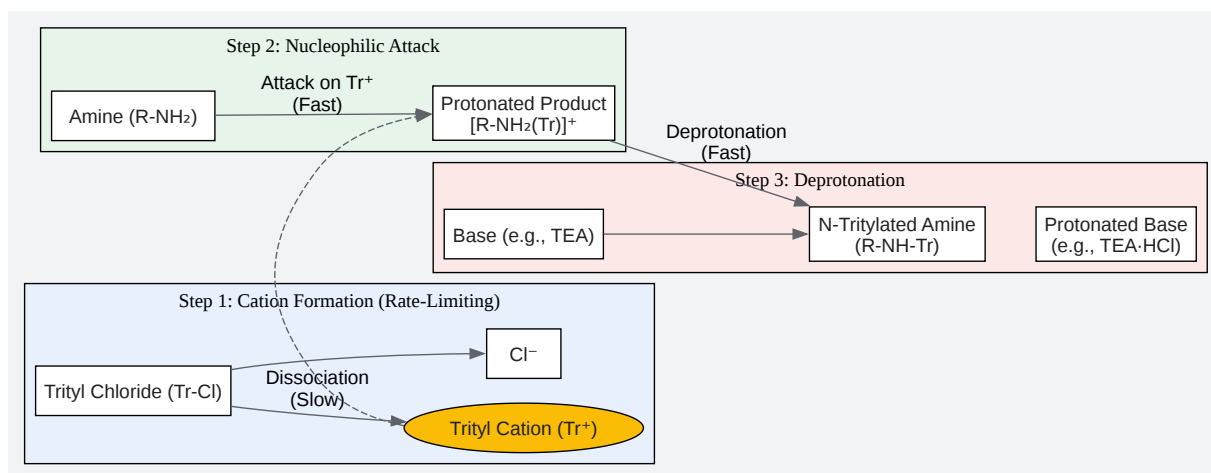 Step 2: Nucleophilic Attack
Attack on Tr⁺
(Fast)
Amine (R-NH₂)
Protonated Product
[R-NH₂(Tr)]⁺
Deprotonation
(Fast)
Step 3: Deprotonation
Base (e.g., TEA)
N-Tritylated Amine
(R-NH-Tr)
Protonated Base
(e.g., TEA·HCl)
Step 1: Cation Formation (Rate-Limiting)
Cl⁻
Trityl Chloride (Tr-Cl)
Dissociation
(Slow)
Trityl Cation (Tr⁺)